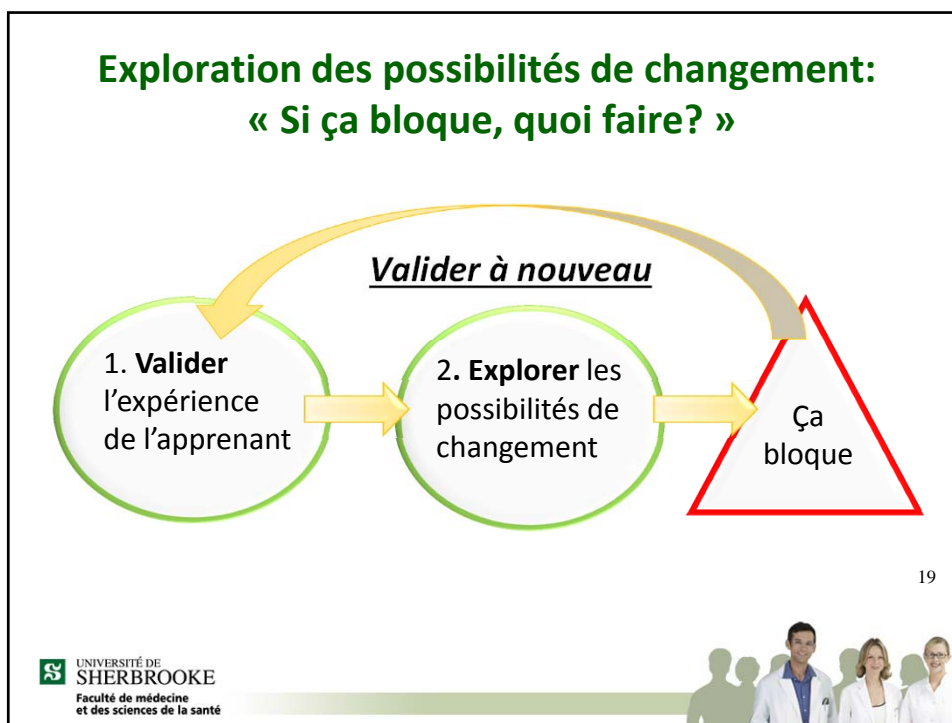 Exploration des possibilités de changement:
« Si ça bloque, quoi faire? »
Valider à nouveau
1. Valider
l’expérience
de l’apprenant
2. Explorer les
possibilités de
changement
Ça
bloque
19
UNIVERSITÉ DE
SHERBROOKE
Faculté de médecine
et des sciences de la santé